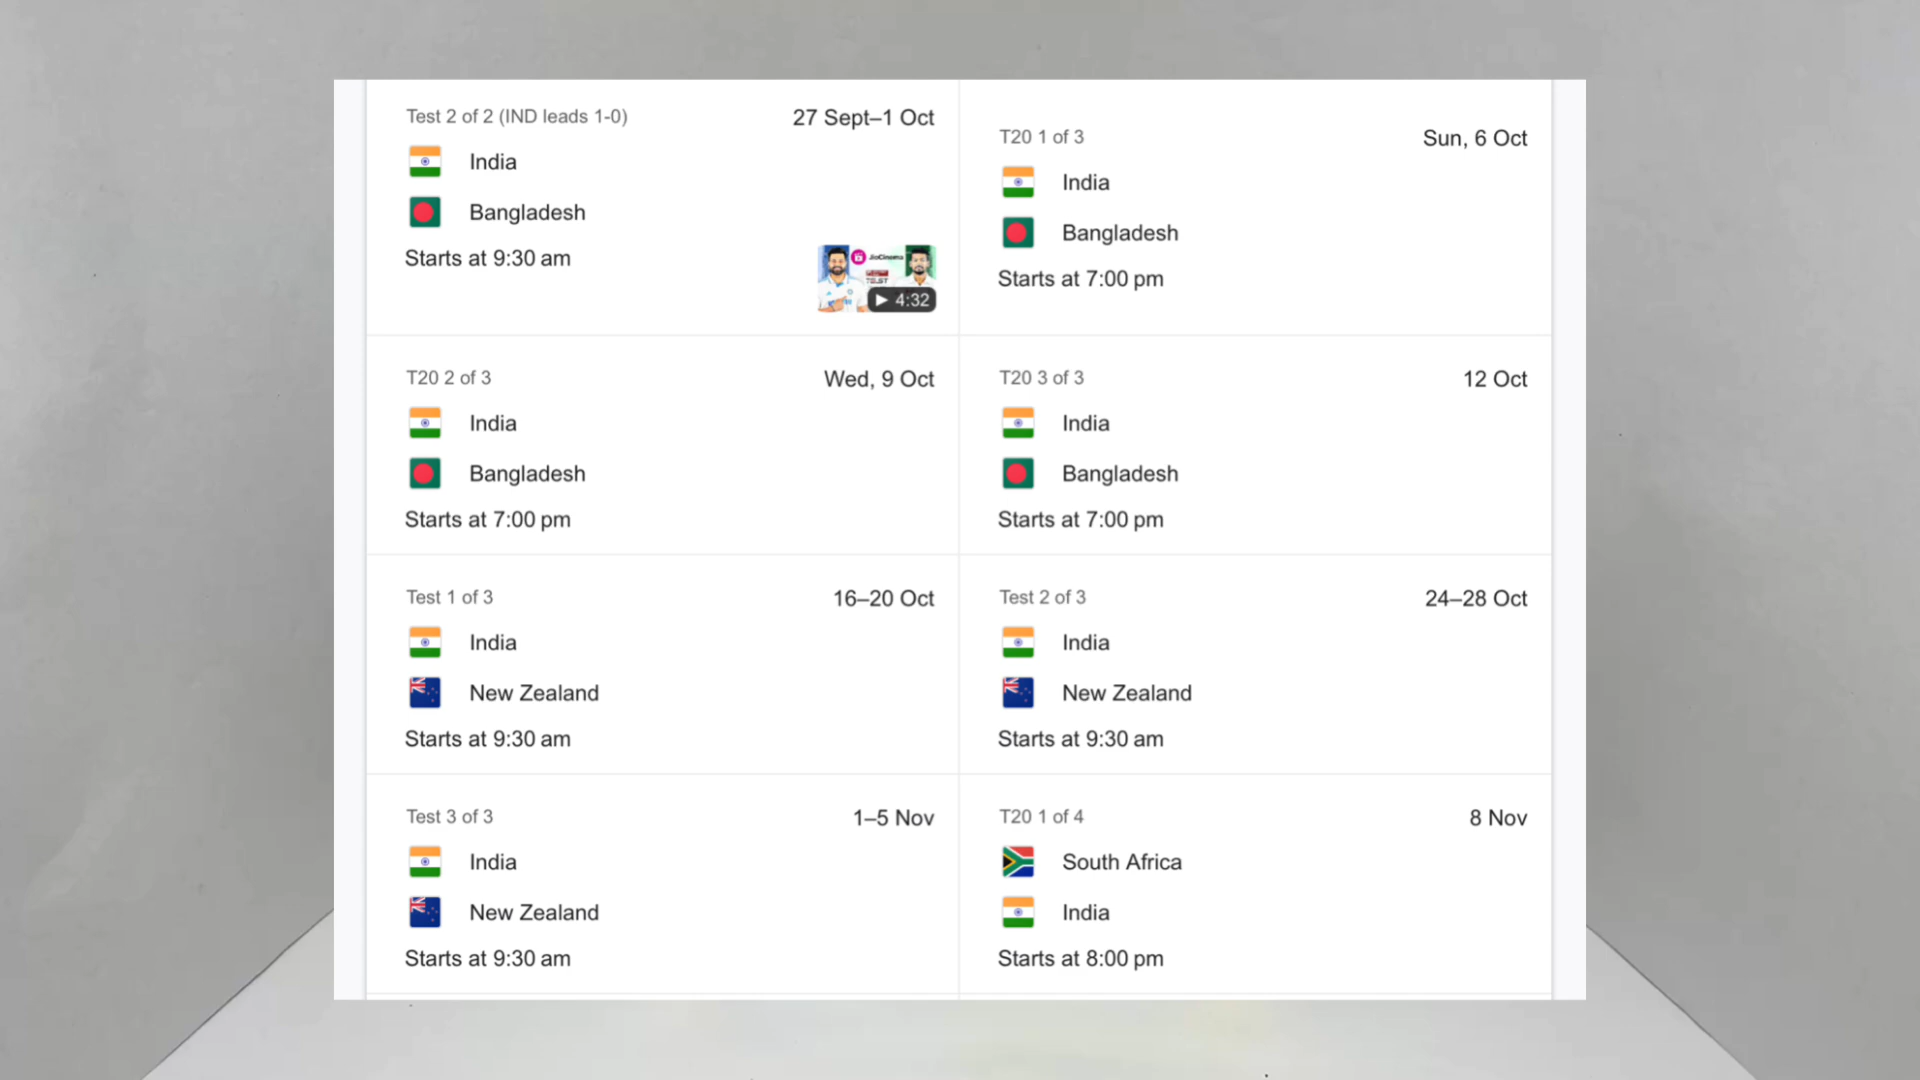 Test 2 of 2 (IND leads 1-0)
27 Sept–1 Oct
India
Bangladesh
Starts at 9:30 am
JioCinema
TEST
4:32
T20 1 of 3
Sun, 6 Oct
India
Bangladesh
Starts at 7:00 pm
T20 2 of 3
Wed, 9 Oct
India
Bangladesh
Starts at 7:00 pm
T20 3 of 3
12 Oct
India
Bangladesh
Starts at 7:00 pm
Test 1 of 3
16–20 Oct
India
New Zealand
Starts at 9:30 am
Test 2 of 3
24–28 Oct
India
New Zealand
Starts at 9:30 am
Test 3 of 3
1–5 Nov
India
New Zealand
Starts at 9:30 am
T20 1 of 4
8 Nov
South Africa
India
Starts at 8:00 pm